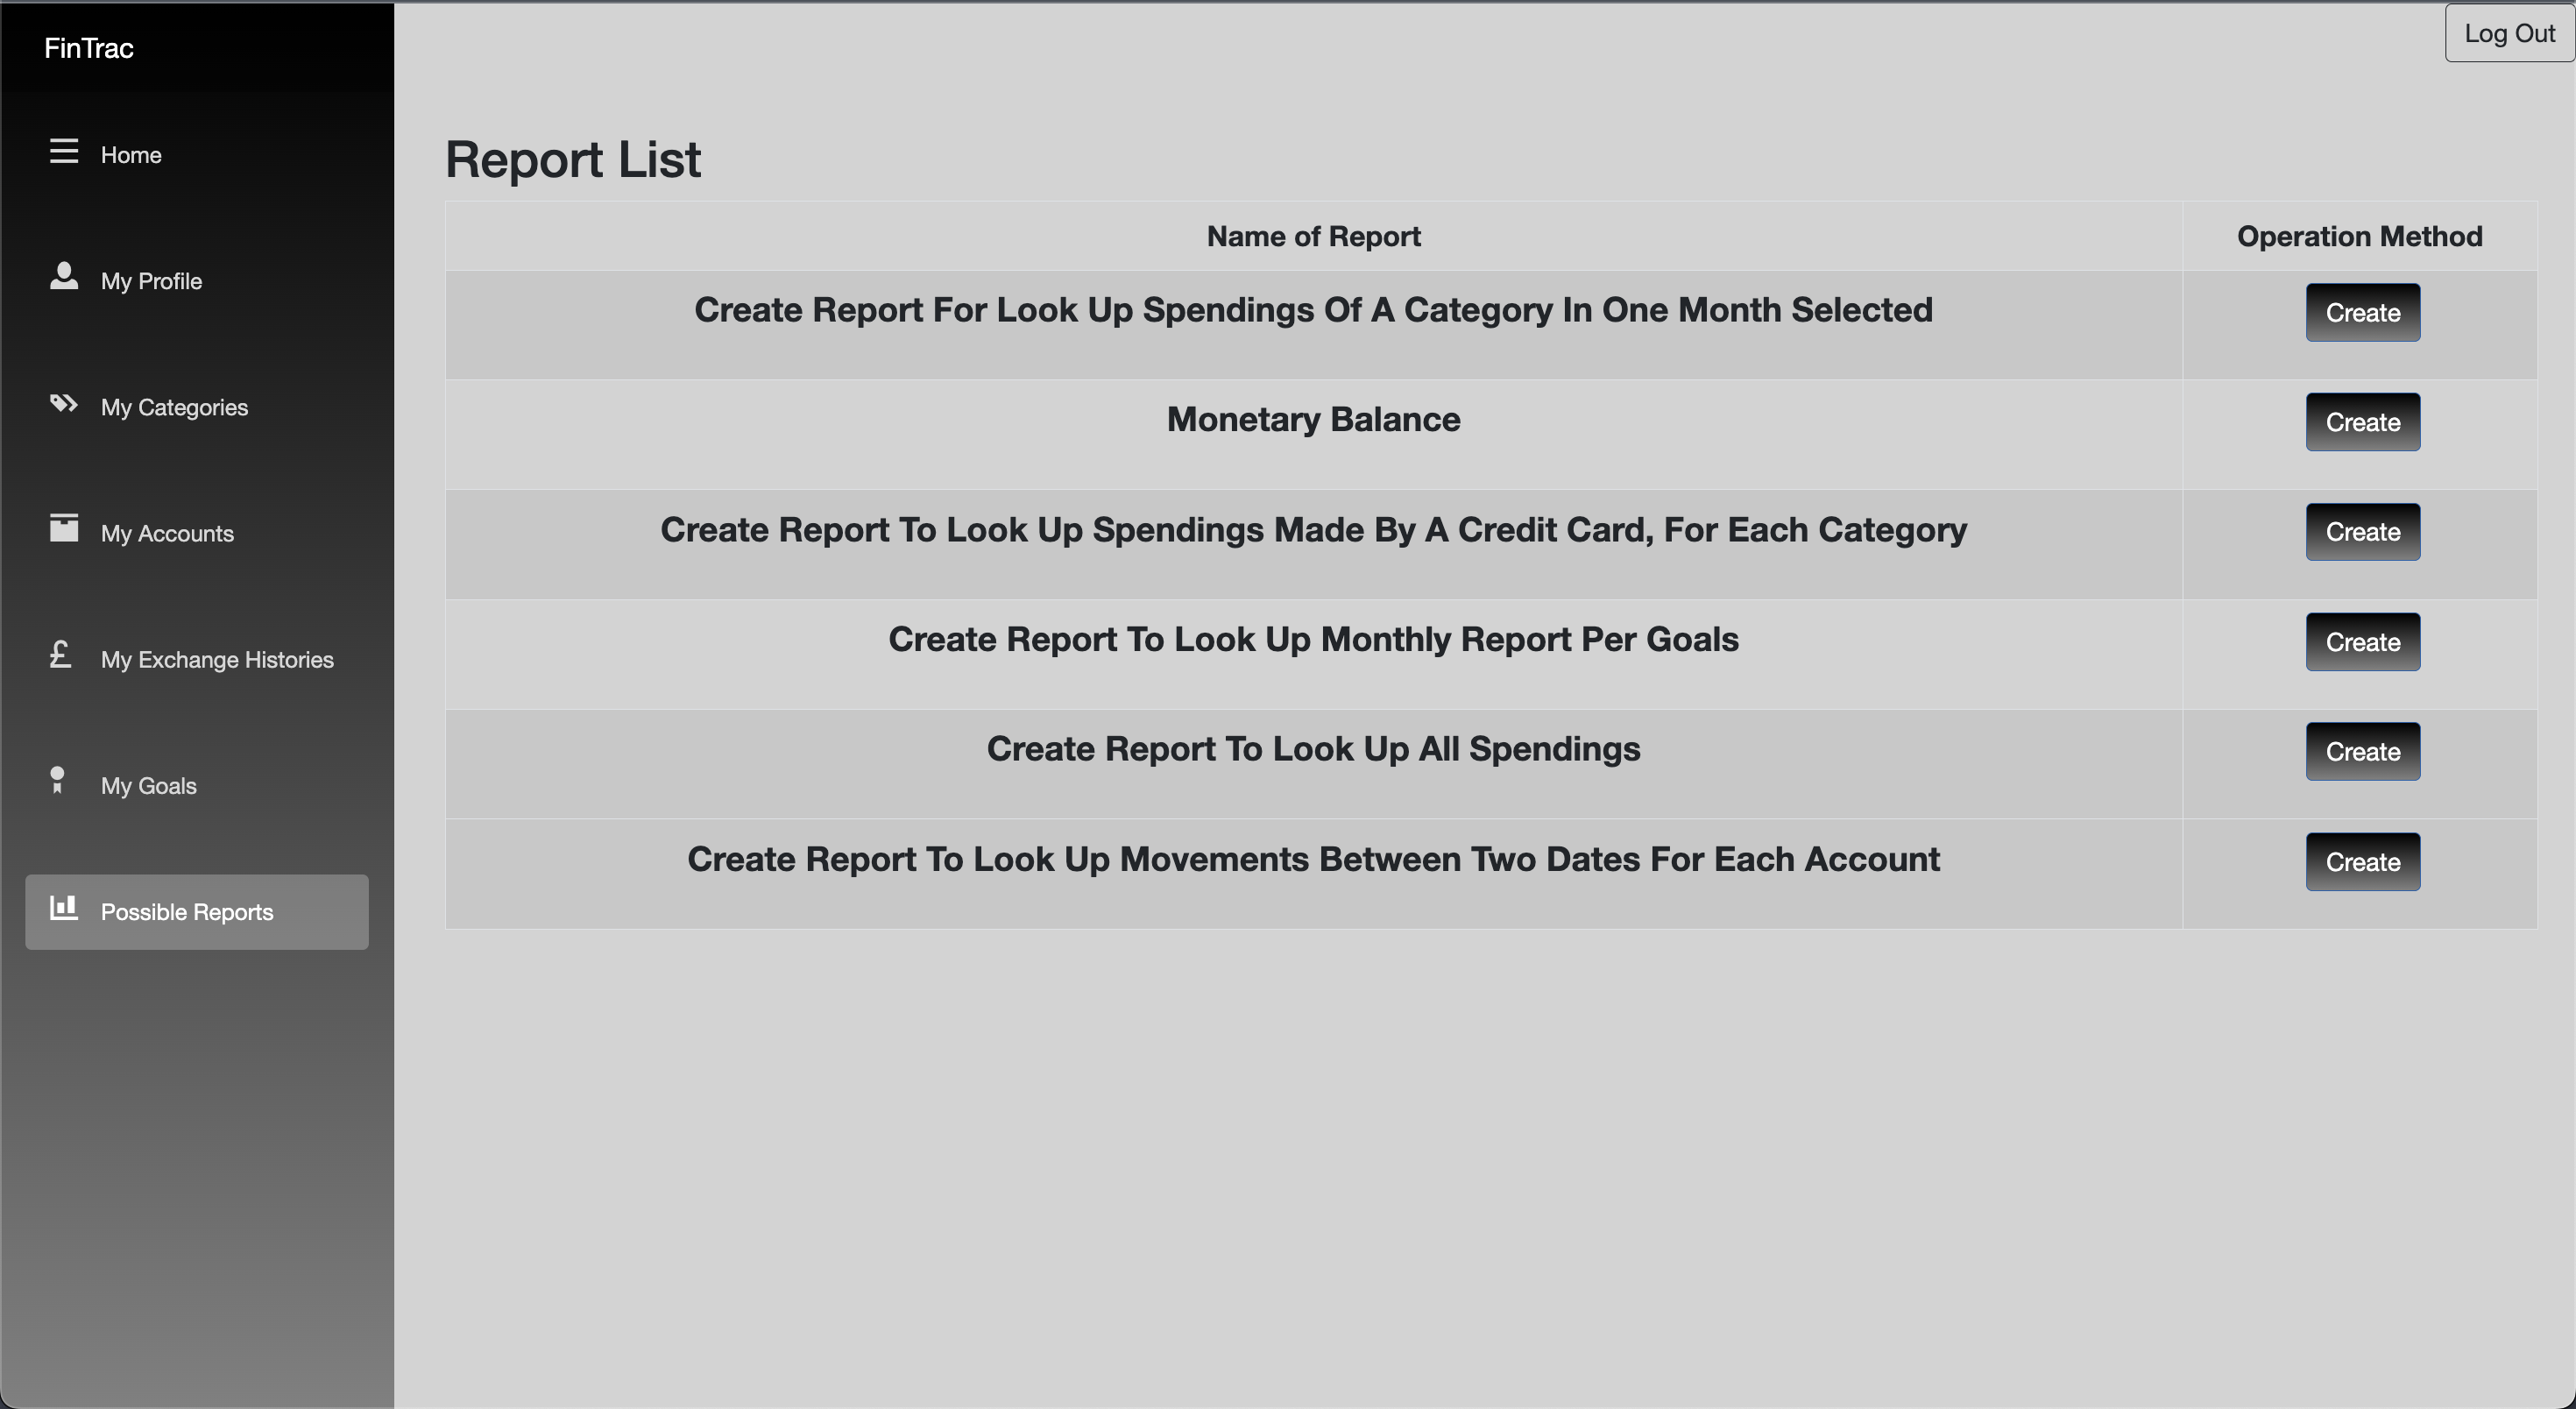 FinTrac
Log Out
Home
My Profile
My Categories
My Accounts
My Exchange Histories
My Goals
Possible Reports
Report List
Name of Report
Operation Method
Create Report For Look Up Spendings Of A Category In One Month Selected
Create
Monetary Balance
Create
Create Report To Look Up Spendings Made By A Credit Card, For Each Category
Create
Create Report To Look Up Monthly Report Per Goals
Create
Create Report To Look Up All Spendings
Create
Create Report To Look Up Movements Between Two Dates For Each Account
Create